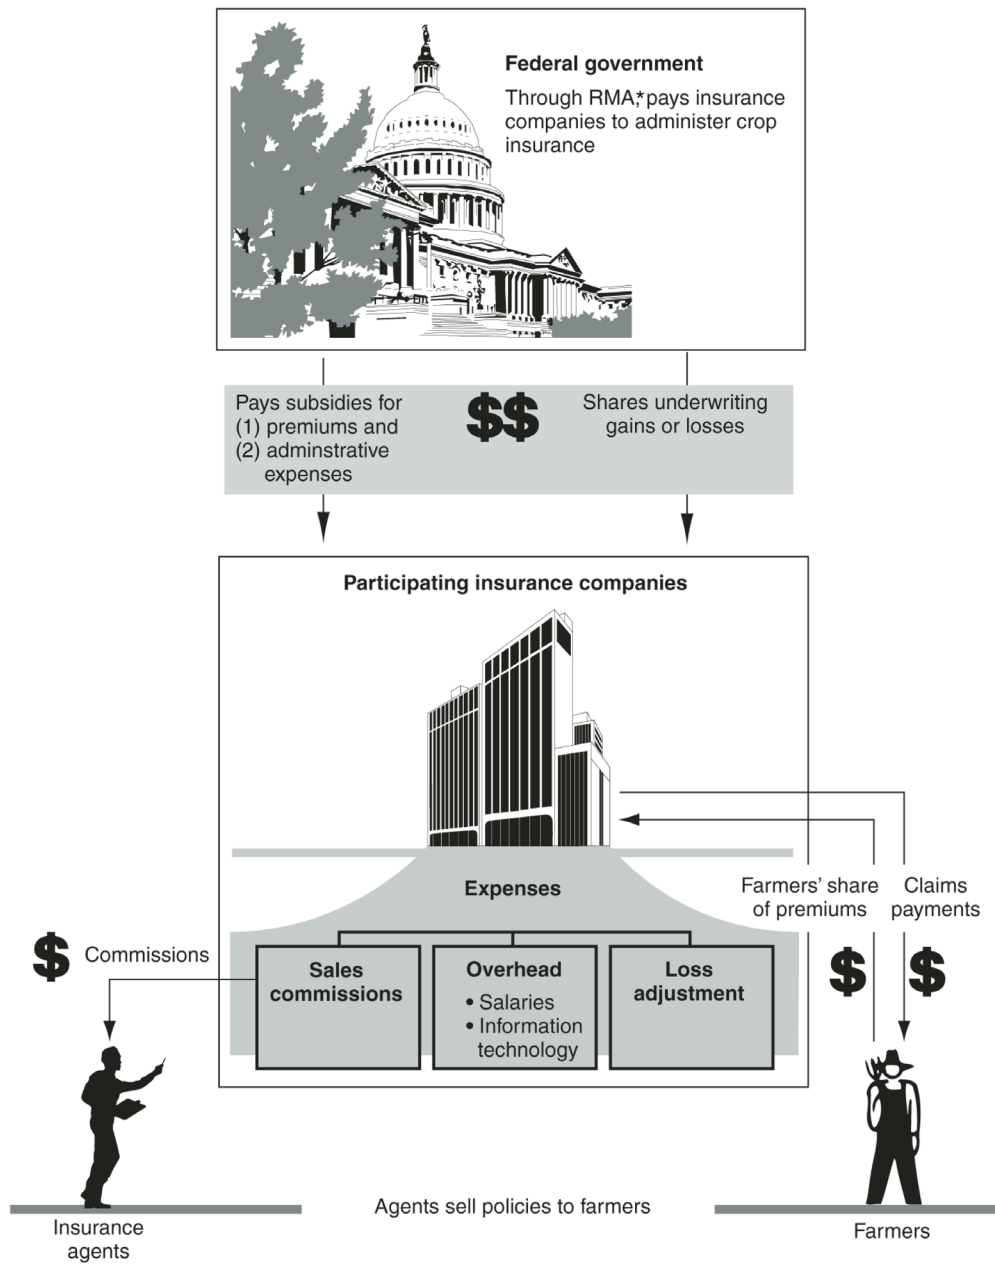 Federal government
Through RMA,* pays insurance
companies to administer crop
insurance
Pays subsidies for
(1) premiums and
(2) adminstrative
expenses
$$
Shares underwriting
gains or losses
Participating insurance companies
Expenses
Farmers' share
of premiums
Claims
payments
$
Commissions
$
$
Sales
commissions
Overhead
• Salaries
• Information
technology
Loss
adjustment
Agents sell policies to farmers
Insurance
agents
Farmers